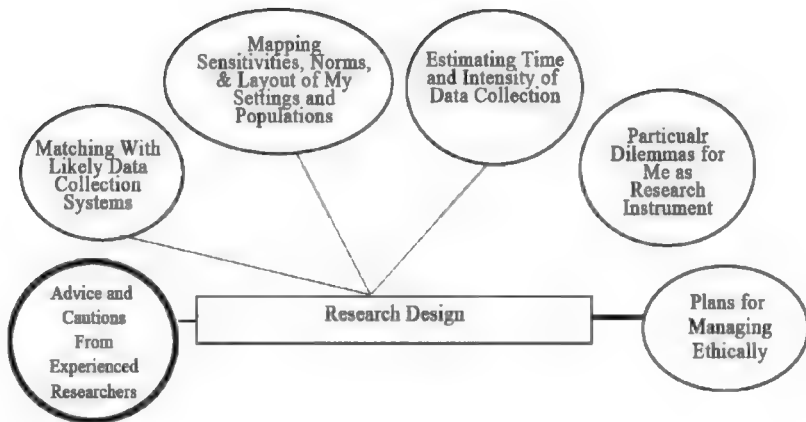 Mapping
Sensitivities, Norms,
& Layout of My
Settings and
Populations
Estimating Time
and Intensity of
Data Collection
Matching With
Likely Data
Collection
Systems
Particualr
Dilemmas for
Me as
Research
Instrument
Advice and
Cautions
From
Experienced
Researchers
Research Design
Plans for
Managing
Ethically